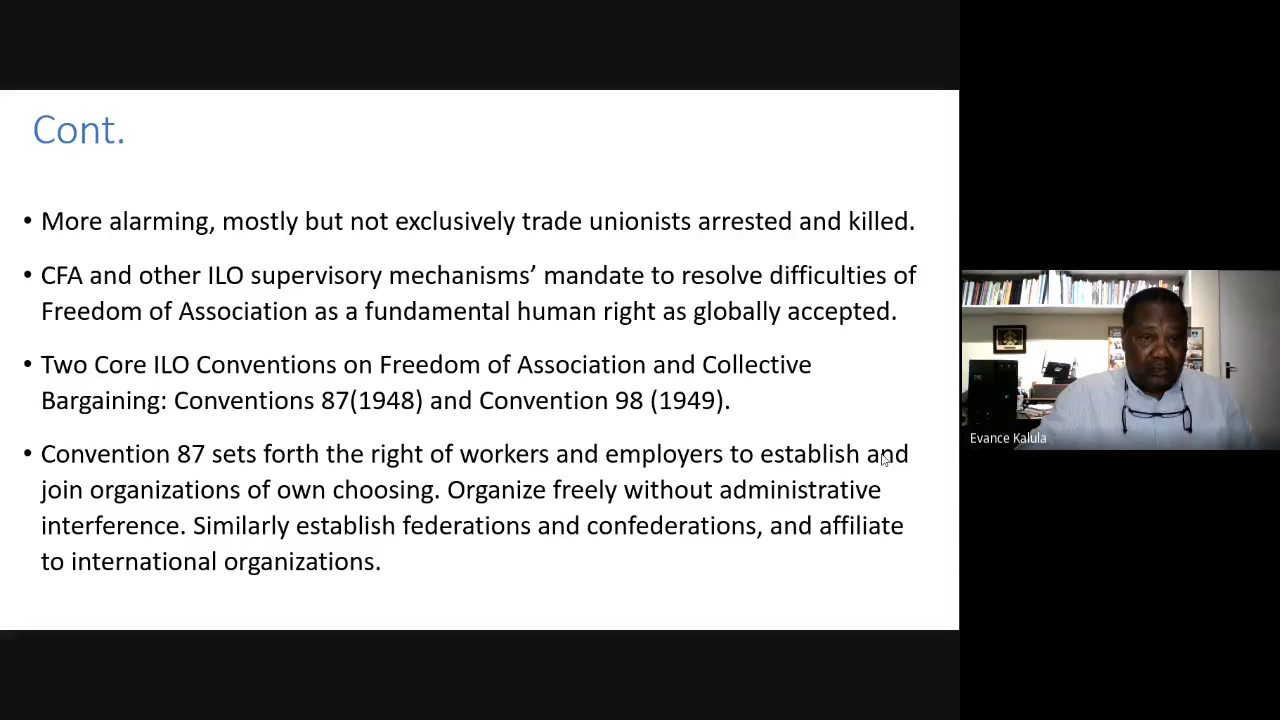 Cont.
• More alarming, mostly but not exclusively trade unionists arrested and killed.
• CFA and other ILO supervisory mechanisms’ mandate to resolve difficulties of
Freedom of Association as a fundamental human right as globally accepted.
• Two Core ILO Conventions on Freedom of Association and Collective
Bargaining: Conventions 87(1948) and Convention 98 (1949).
• Convention 87 sets forth the right of workers and employers to establish and
join organizations of own choosing. Organize freely without administrative
interference. Similarly establish federations and confederations, and affiliate
to international organizations.
Evance Kalula